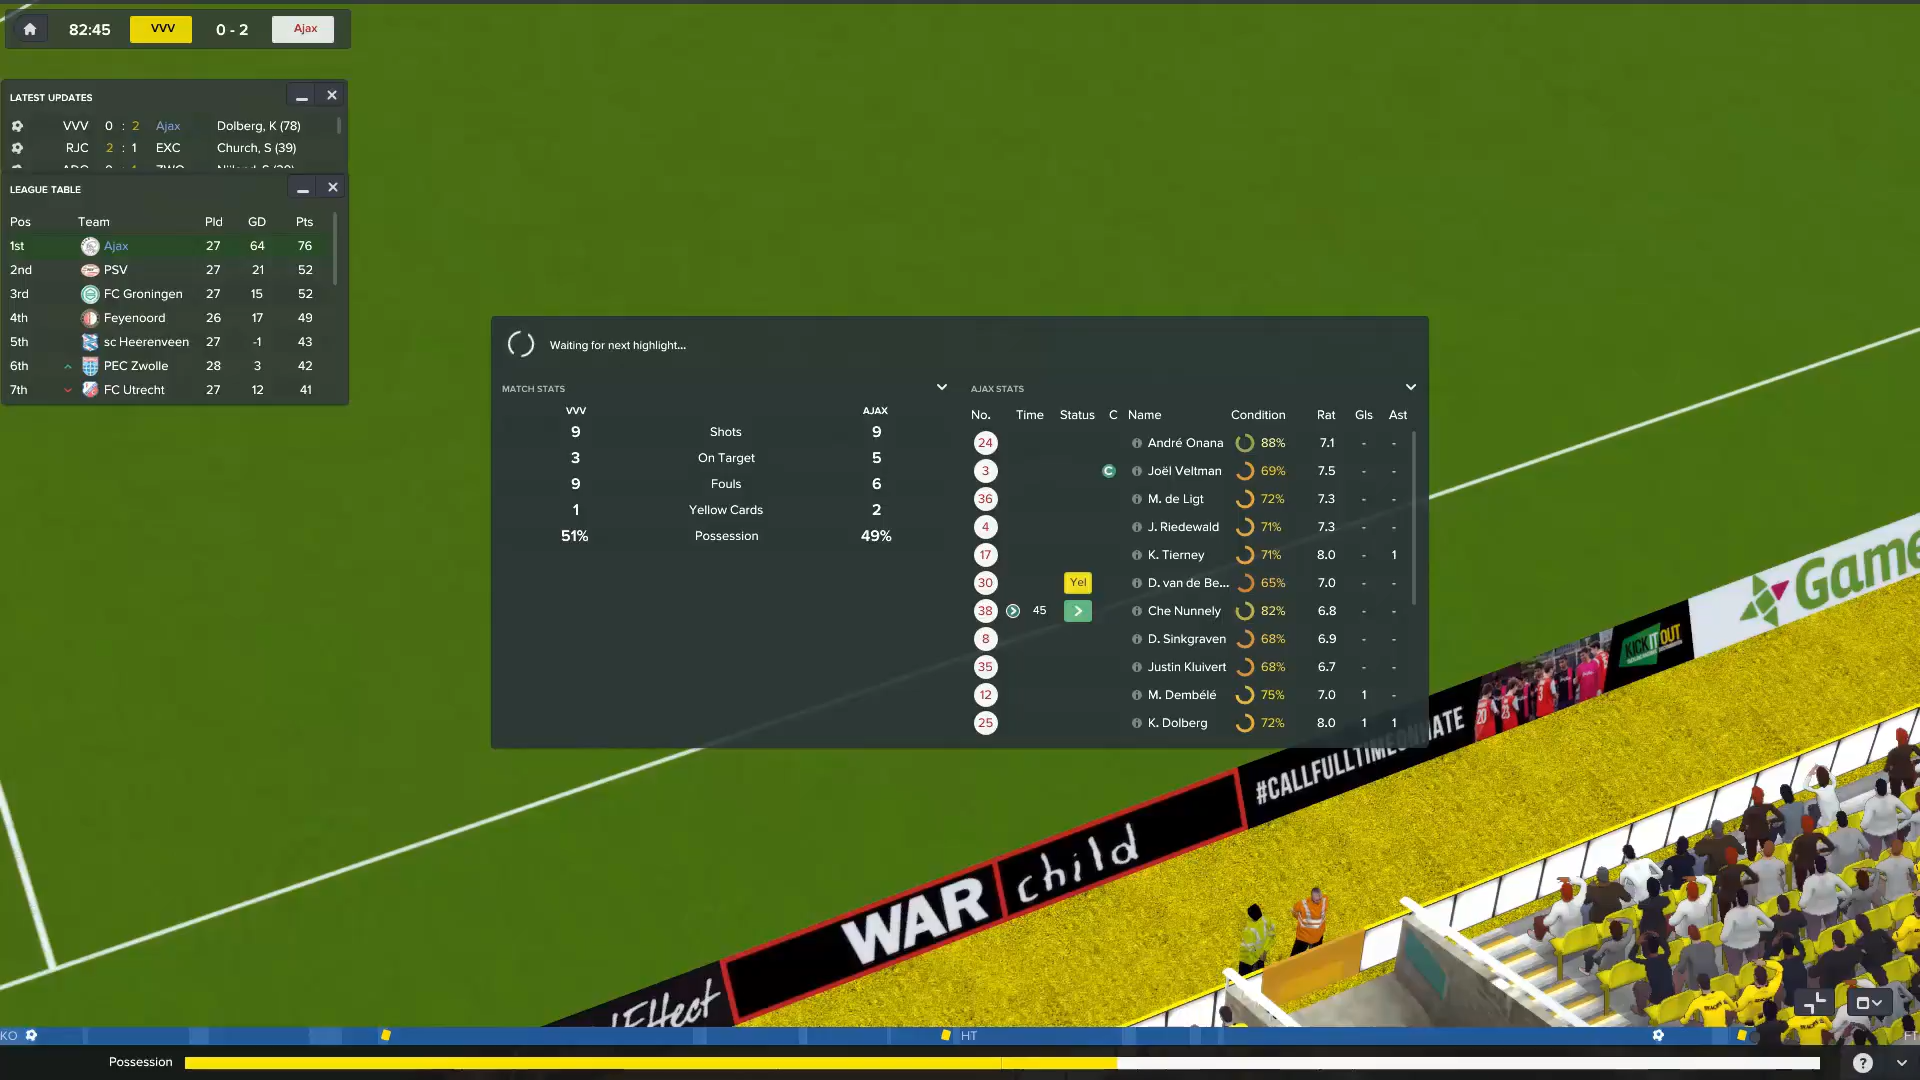 82:45 VVV 0 - 2 Ajax
LATEST UPDATES
VVV 0 : 2 Ajax Dolberg, K (78)
RJC 2 : 1 EXC Church, S (39)
LEAGUE TABLE
Pos Team Pld GD Pts
1st Ajax 27 64 76
2nd PSV 27 21 52
3rd FC Groningen 27 15 52
4th Feyenoord 26 17 49
5th sc Heerenveen 27 -1 43
6th PEC Zwolle 28 3 42
7th FC Utrecht 27 12 41
Waiting for next highlight...
MATCH STATS
VVV AJAX
9 Shots 9
3 On Target 5
9 Fouls 6
1 Yellow Cards 2
51% Possession 49%
AJAX STATS
No. Time Status C Name Condition Rat Gls Ast
24 André Onana 88% 7.1 - -
3 C Joël Veltman 69% 7.5 - -
36 M. de Ligt 72% 7.3 - -
4 J. Riedewald 71% 7.3 - -
17 K. Tierney 71% 8.0 - 1
30 Yel D. van de Be... 65% 7.0 - -
38 45 Che Nunnely 82% 6.8 - -
8 D. Sinkgraven 68% 6.9 - -
35 Justin Kluivert 68% 6.7 - -
12 M. Dembélé 75% 7.0 1 -
25 K. Dolberg 72% 8.0 1 1
Game
KICK IT OUT
#CALLFULLTIMEONHATE
WAR child
Effect
KO HT FT
Possession
?